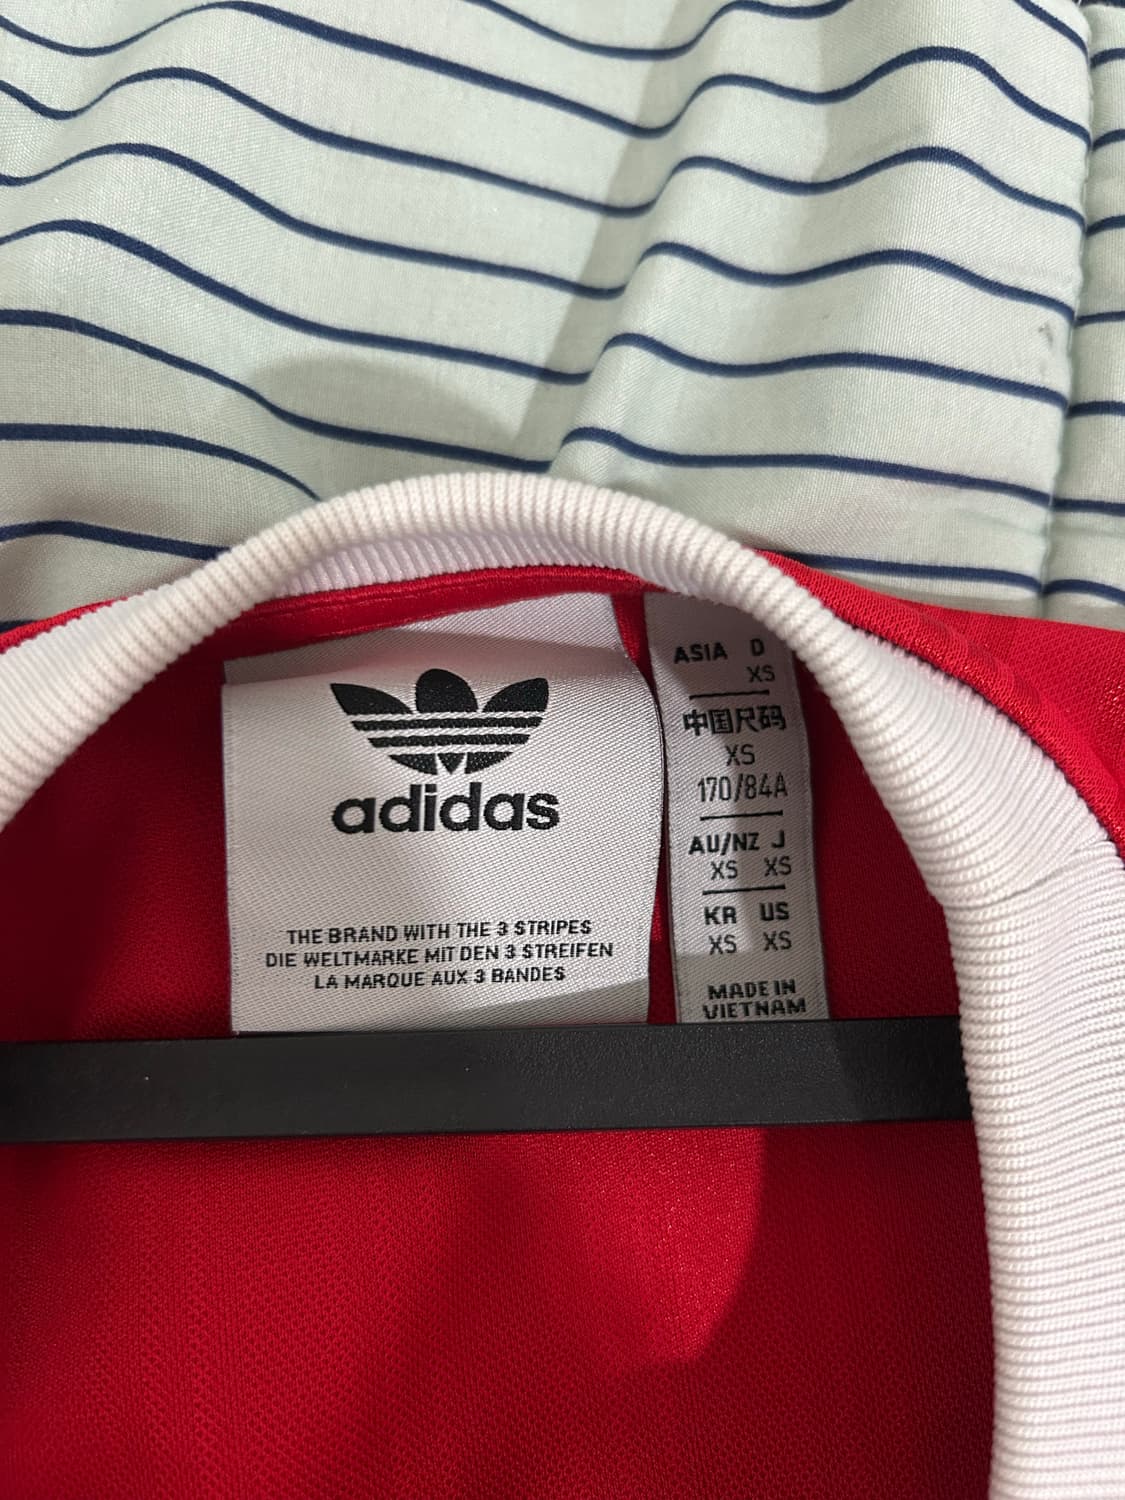 adidas
THE BRAND WITH THE 3 STRIPES
DIE WELTMARKE MIT DEN 3 STREIFEN
LA MARQUE AUX 3 BANDES
ASIA D
XS
中国尺码
XS
170/84A
AU/NZ J
XS XS
KR US
XS XS
MADE IN
VIETNAM